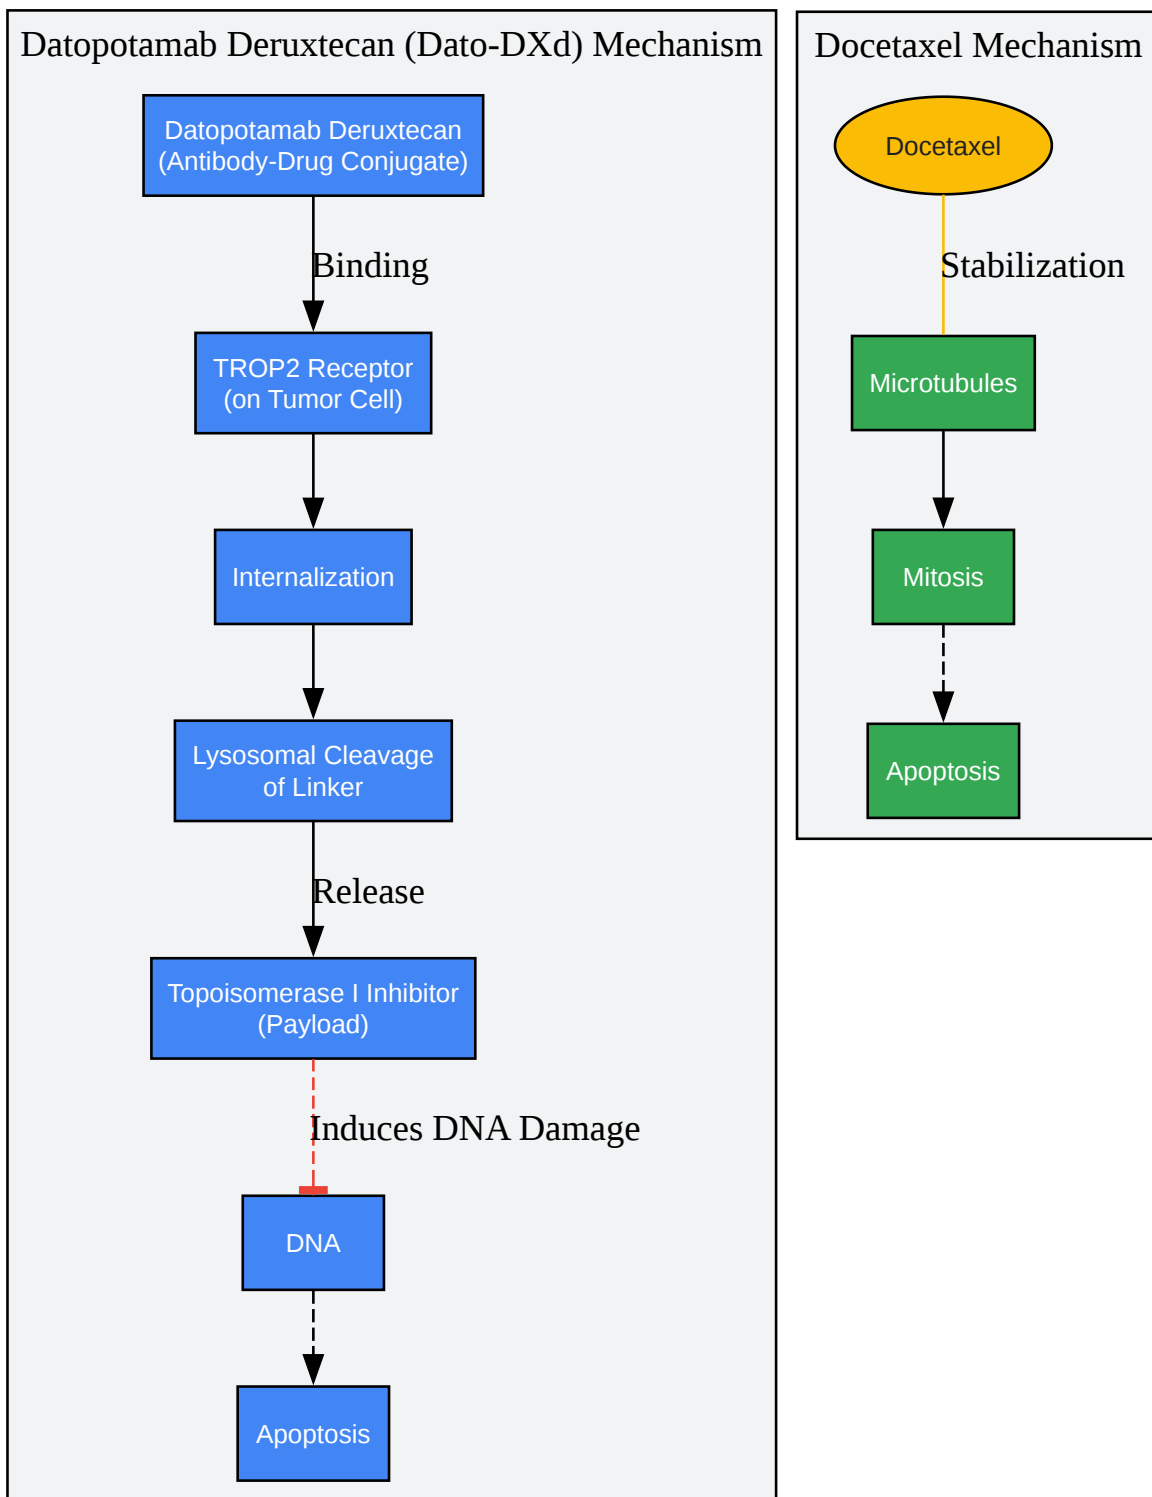 Datopotamab Deruxtecan (Dato-DXd) Mechanism
Datopotamab Deruxtecan
(Antibody-Drug Conjugate)
Binding
TROP2 Receptor
(on Tumor Cell)
Internalization
Lysosomal Cleavage
of Linker
Release
Topoisomerase I Inhibitor
(Payload)
Induces DNA Damage
DNA
Apoptosis
Docetaxel Mechanism
Docetaxel
Stabilization
Microtubules
Mitosis
Apoptosis